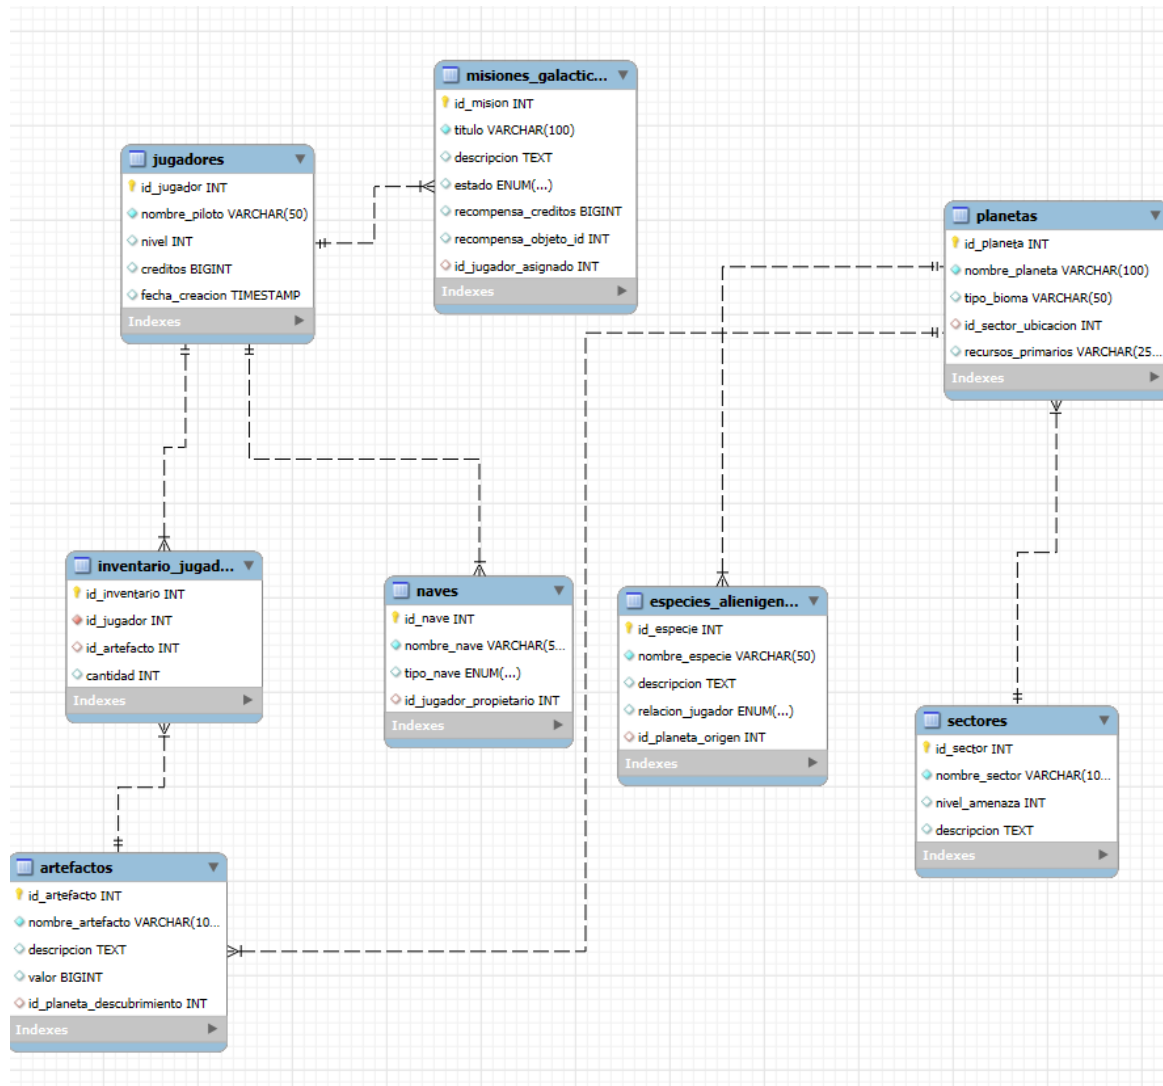 misiones_galactic...
id_mision INT
titulo VARCHAR(100)
descripcion TEXT
estado ENUM(...)
recompensa_creditos BIGINT
recompensa_objeto_id INT
id_jugador_asignado INT
Indexes
jugadores
id_jugador INT
nombre_piloto VARCHAR(50)
nivel INT
creditos BIGINT
fecha_creacion TIMESTAMP
Indexes
planetas
id_planeta INT
nombre_planeta VARCHAR(100)
tipo_bioma VARCHAR(50)
id_sector_ubicacion INT
recursos_primarios VARCHAR(25...
Indexes
inventario_jugad...
id_inventario INT
id_jugador INT
id_artefacto INT
cantidad INT
Indexes
naves
id_nave INT
nombre_nave VARCHAR(5...
tipo_nave ENUM(...)
id_jugador_propietario INT
Indexes
especies_alienigen...
id_especie INT
nombre_especie VARCHAR(50)
descripcion TEXT
relacion_jugador ENUM(...)
id_planeta_origen INT
Indexes
sectores
id_sector INT
nombre_sector VARCHAR(10...
nivel_amenaza INT
descripcion TEXT
Indexes
artefactos
id_artefacto INT
nombre_artefacto VARCHAR(10...
descripcion TEXT
valor BIGINT
id_planeta_descubrimiento INT
Indexes